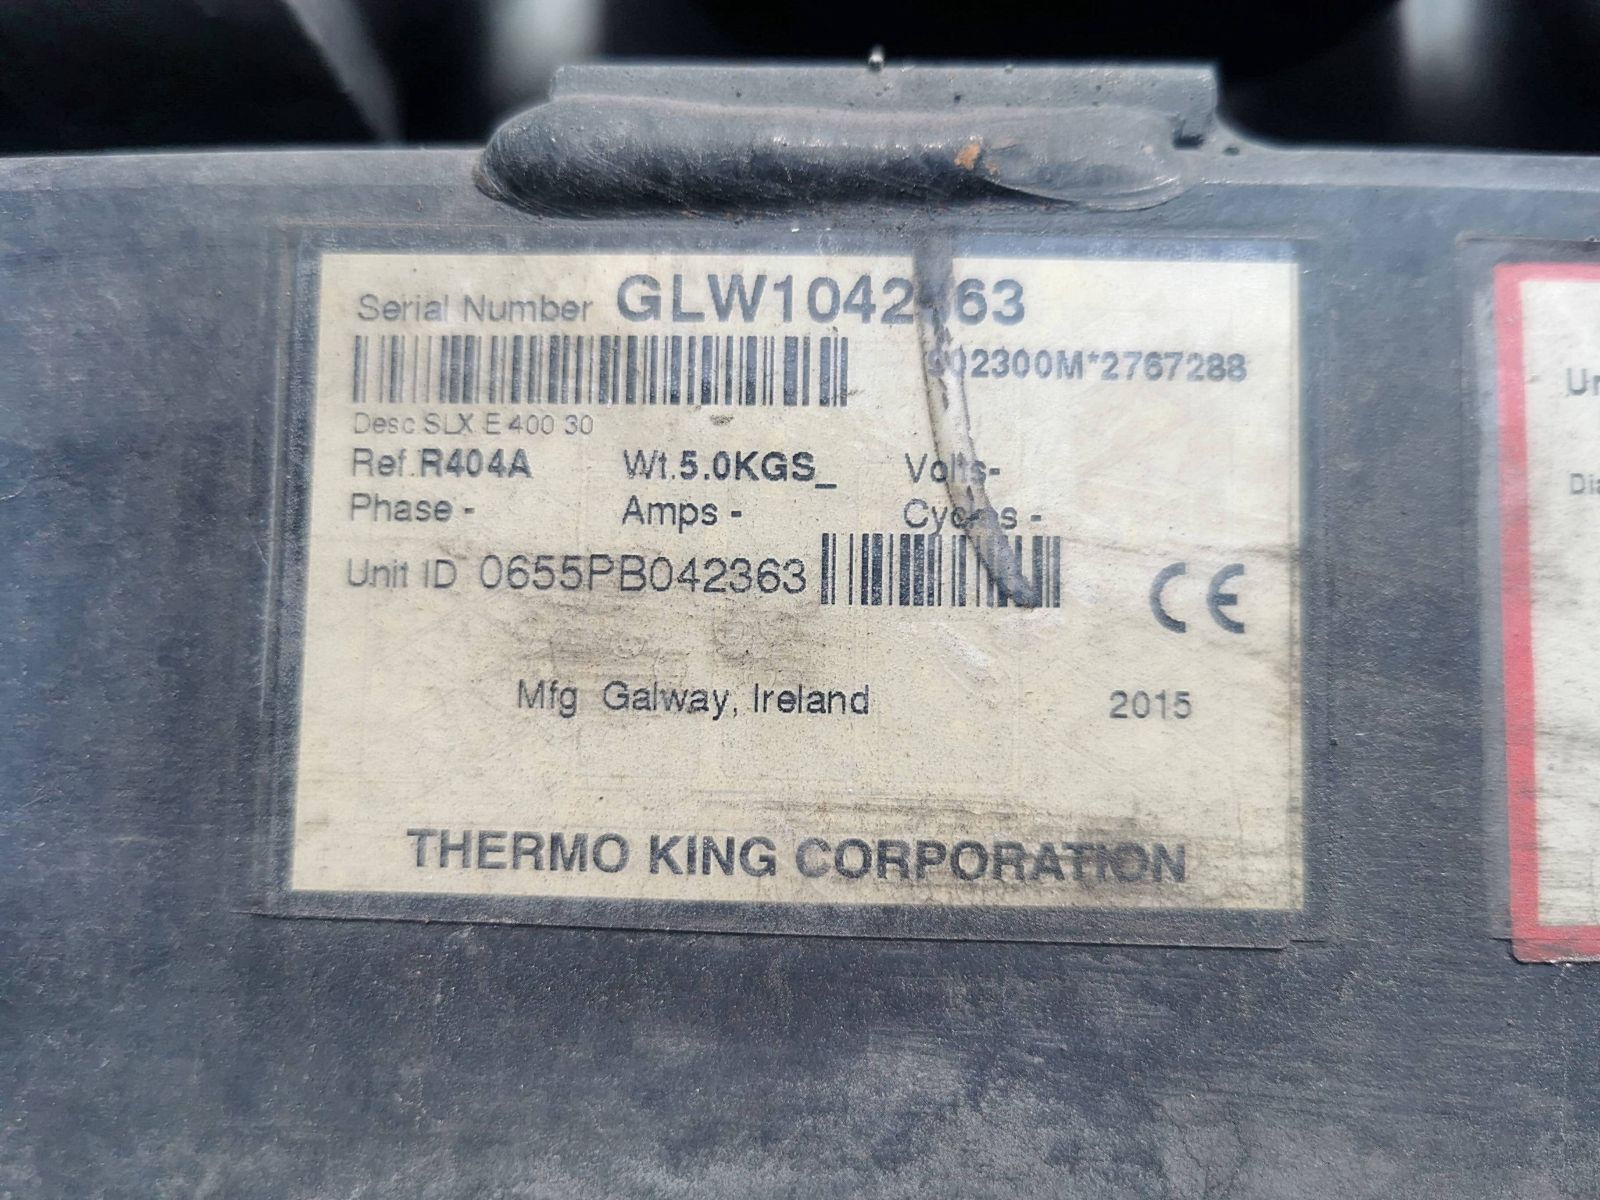 Serial Number
02300M*2767288
Desc SLX E 400 30
Ref.R404A Wt.5.0KGS_ Volts-
Phase - Amps - Cycles -
Unit ID 0655PB042363
CE
Mfg Galway, Ireland 2015
THERMO KING CORPORATION